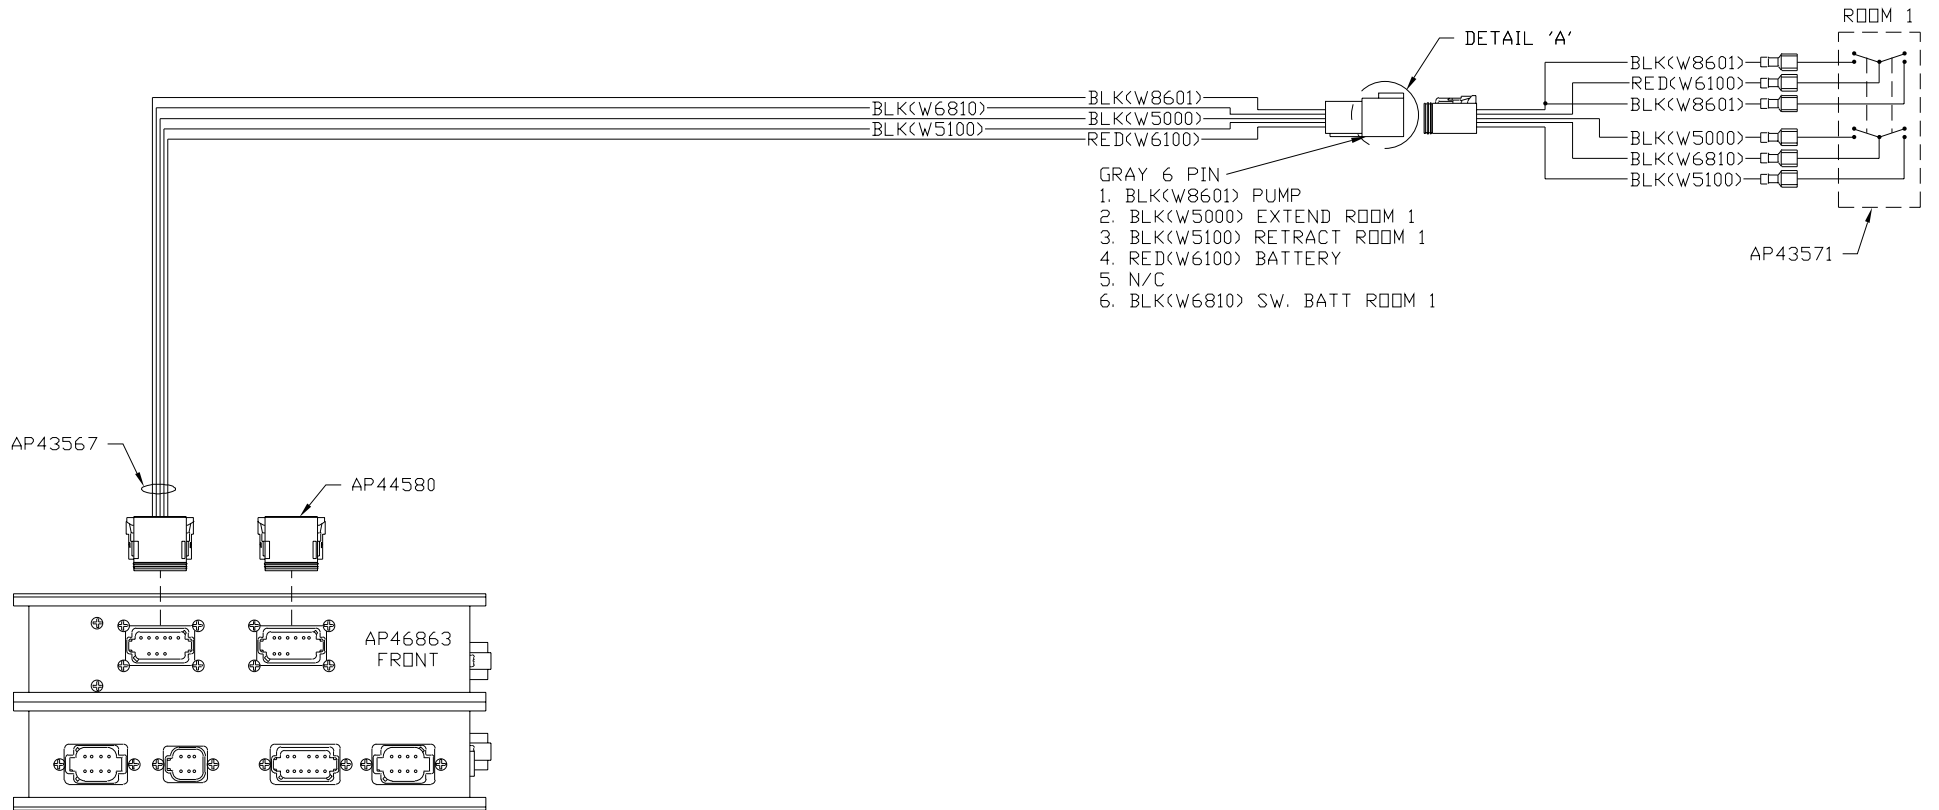 ROOM 1
DETAIL 'A'
BLK(W8601)
RED(W6100)
BLK(W8601)
BLK(W5000)
BLK(W6810)
BLK(W5100)
AP43571
BLK(W8601)
BLK(W6810)
BLK(W5000)
BLK(W5100)
RED(W6100)
GRAY 6 PIN
1. BLK(W8601) PUMP
2. BLK(W5000) EXTEND ROOM 1
3. BLK(W5100) RETRACT ROOM 1
4. RED(W6100) BATTERY
5. N/C
6. BLK(W6810) SW. BATT ROOM 1
AP43567
AP44580
AP46863
FRONT